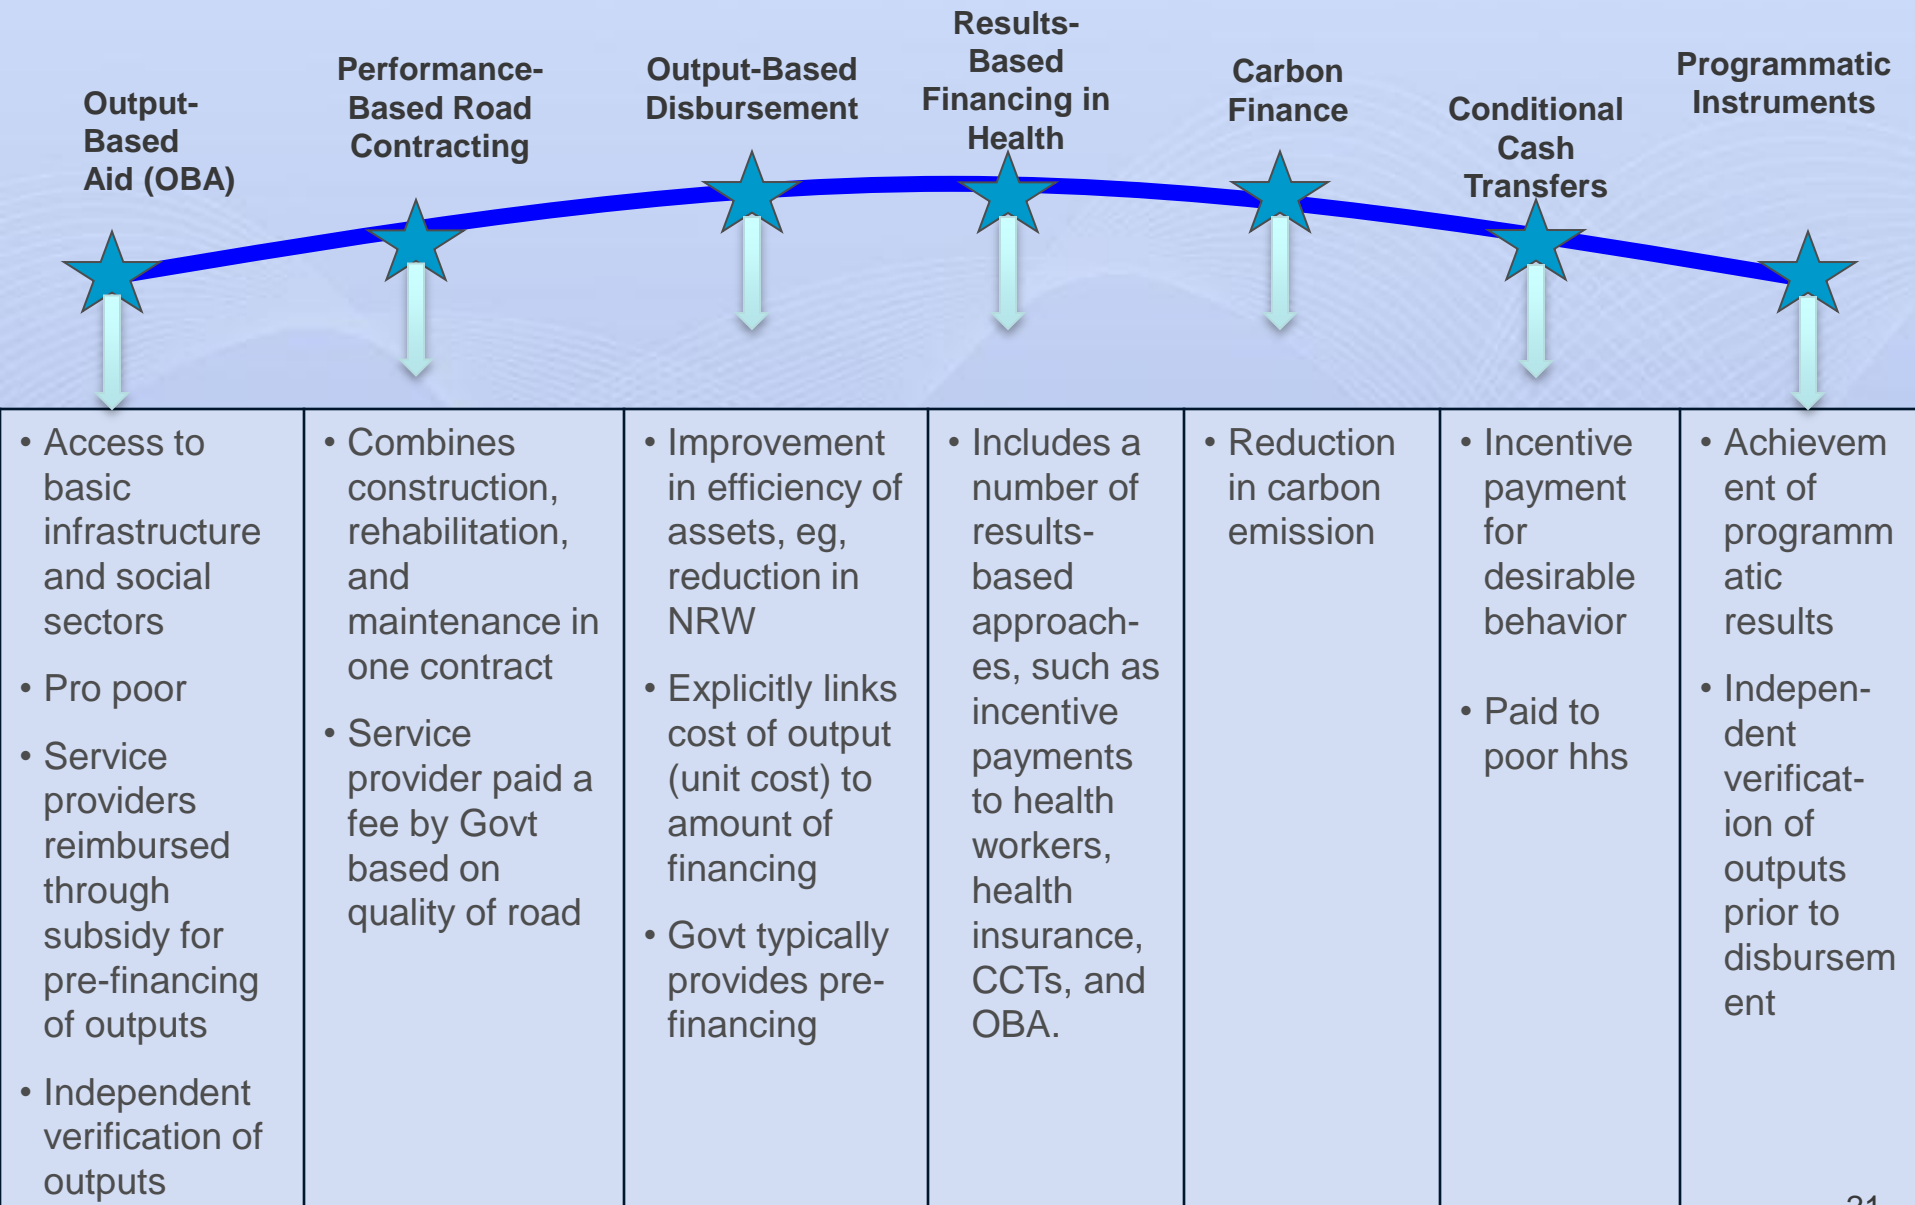 Output-
Based
Aid (OBA)
Performance-
Based Road
Contracting
Output-Based
Disbursement
Results-
Based
Financing in
Health
Carbon
Finance
Conditional
Cash
Transfers
Programmatic
Instruments
• Access to
basic
infrastructure
and social
sectors
• Pro poor
• Service
providers
reimbursed
through
subsidy for
pre-financing
of outputs
• Independent
verification of
outputs
• Combines
construction,
rehabilitation,
and
maintenance in
one contract
• Service
provider paid a
fee by Govt
based on
quality of road
• Improvement
in efficiency of
assets, eg,
reduction in
NRW
• Explicitly links
cost of output
(unit cost) to
amount of
financing
• Govt typically
provides pre-
financing
• Includes a
number of
results-
based
approach-
es, such as
incentive
payments
to health
workers,
health
insurance,
CCTs, and
OBA.
• Reduction
in carbon
emission
• Incentive
payment
for
desirable
behavior
• Paid to
poor hhs
• Achievem
ent of
programm
atic
results
• Indepen-
dent
verificat-
ion of
outputs
prior to
disbursem
ent